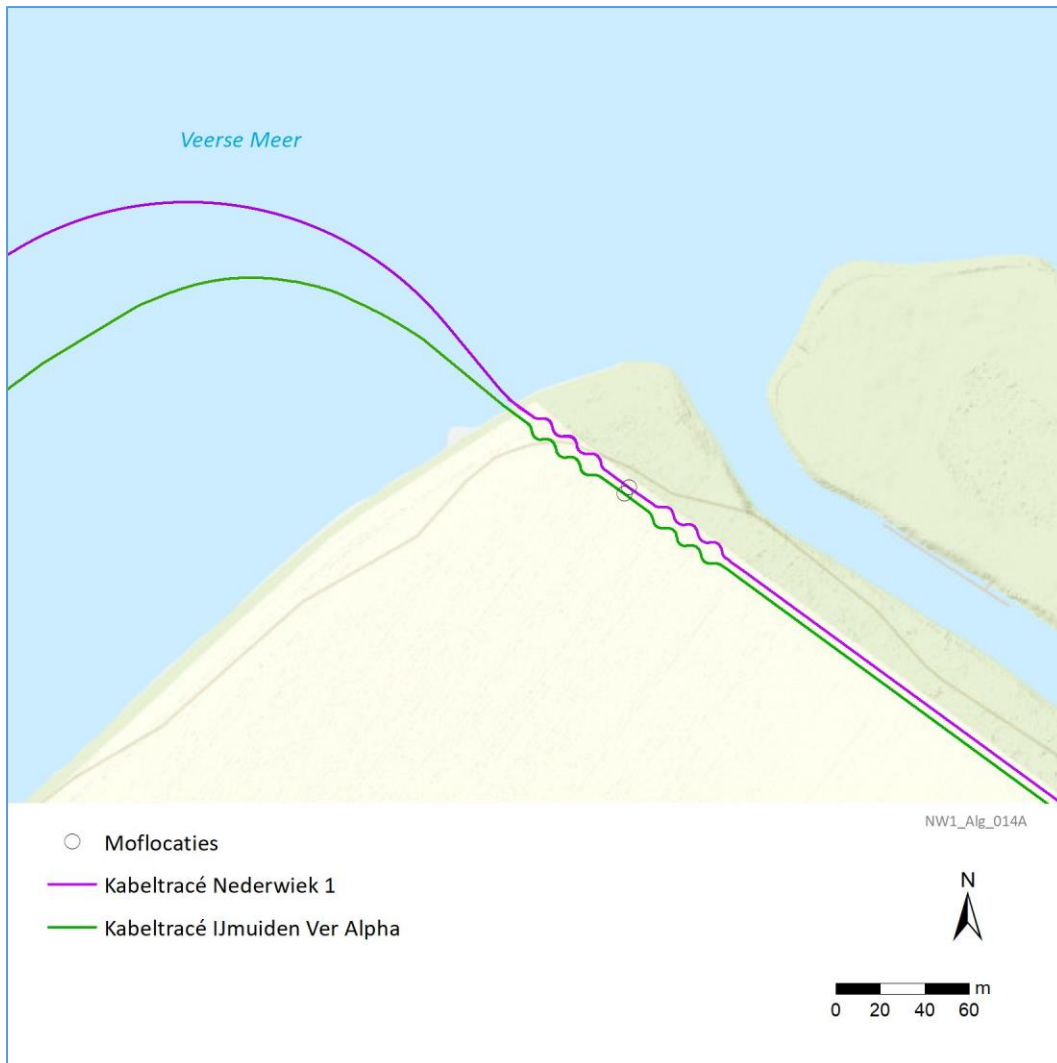 Veerse Meer
NW1_Alg_014A
Moflocaties
Kabeltracé Nederwiek 1
Kabeltracé IJmuiden Ver Alpha
N
m
0 20 40 60